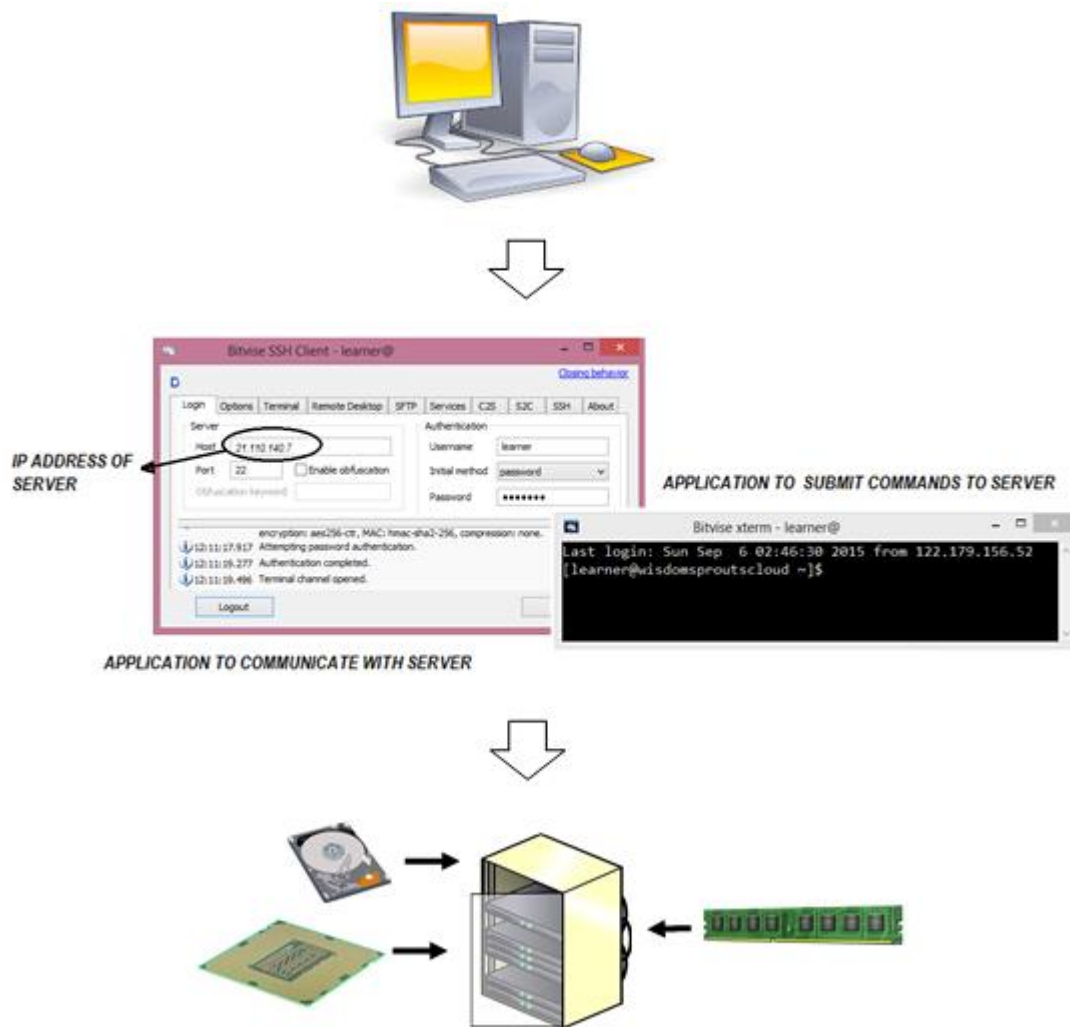 Bitvise SSH Client - learner@
Closing behavior
Login Options Terminal Remote Desktop SFTP Services C2S S2C SSH About
Server
Host 21.110.140.7
Port 22 Enable obfuscation
Obfuscation keyword
Authentication
Username learner
Initial method password
Password
encryption: aes256-ctr, MAC: hmac-sha2-256, compression: none.
12:11:17.917 Attempting password authentication.
12:11:19.277 Authentication completed.
12:11:19.496 Terminal channel opened.
Logout
IP ADDRESS OF
SERVER
APPLICATION TO SUBMIT COMMANDS TO SERVER
Bitvise xterm - learner@
Last login: Sun Sep 6 02:46:30 2015 from 122.179.156.52
[learner@wisdomsproutscloud ~]$
APPLICATION TO COMMUNICATE WITH SERVER